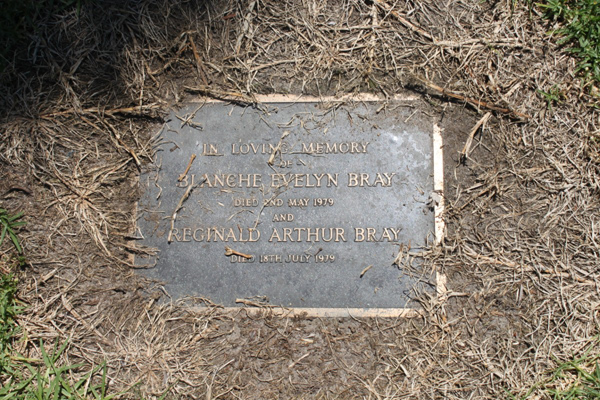 IN LOVING MEMORY
OF
BLANCHE EVELYN BRAY
DIED 2ND MAY 1979
AND
REGINALD ARTHUR BRAY
DIED 18TH JULY 1979